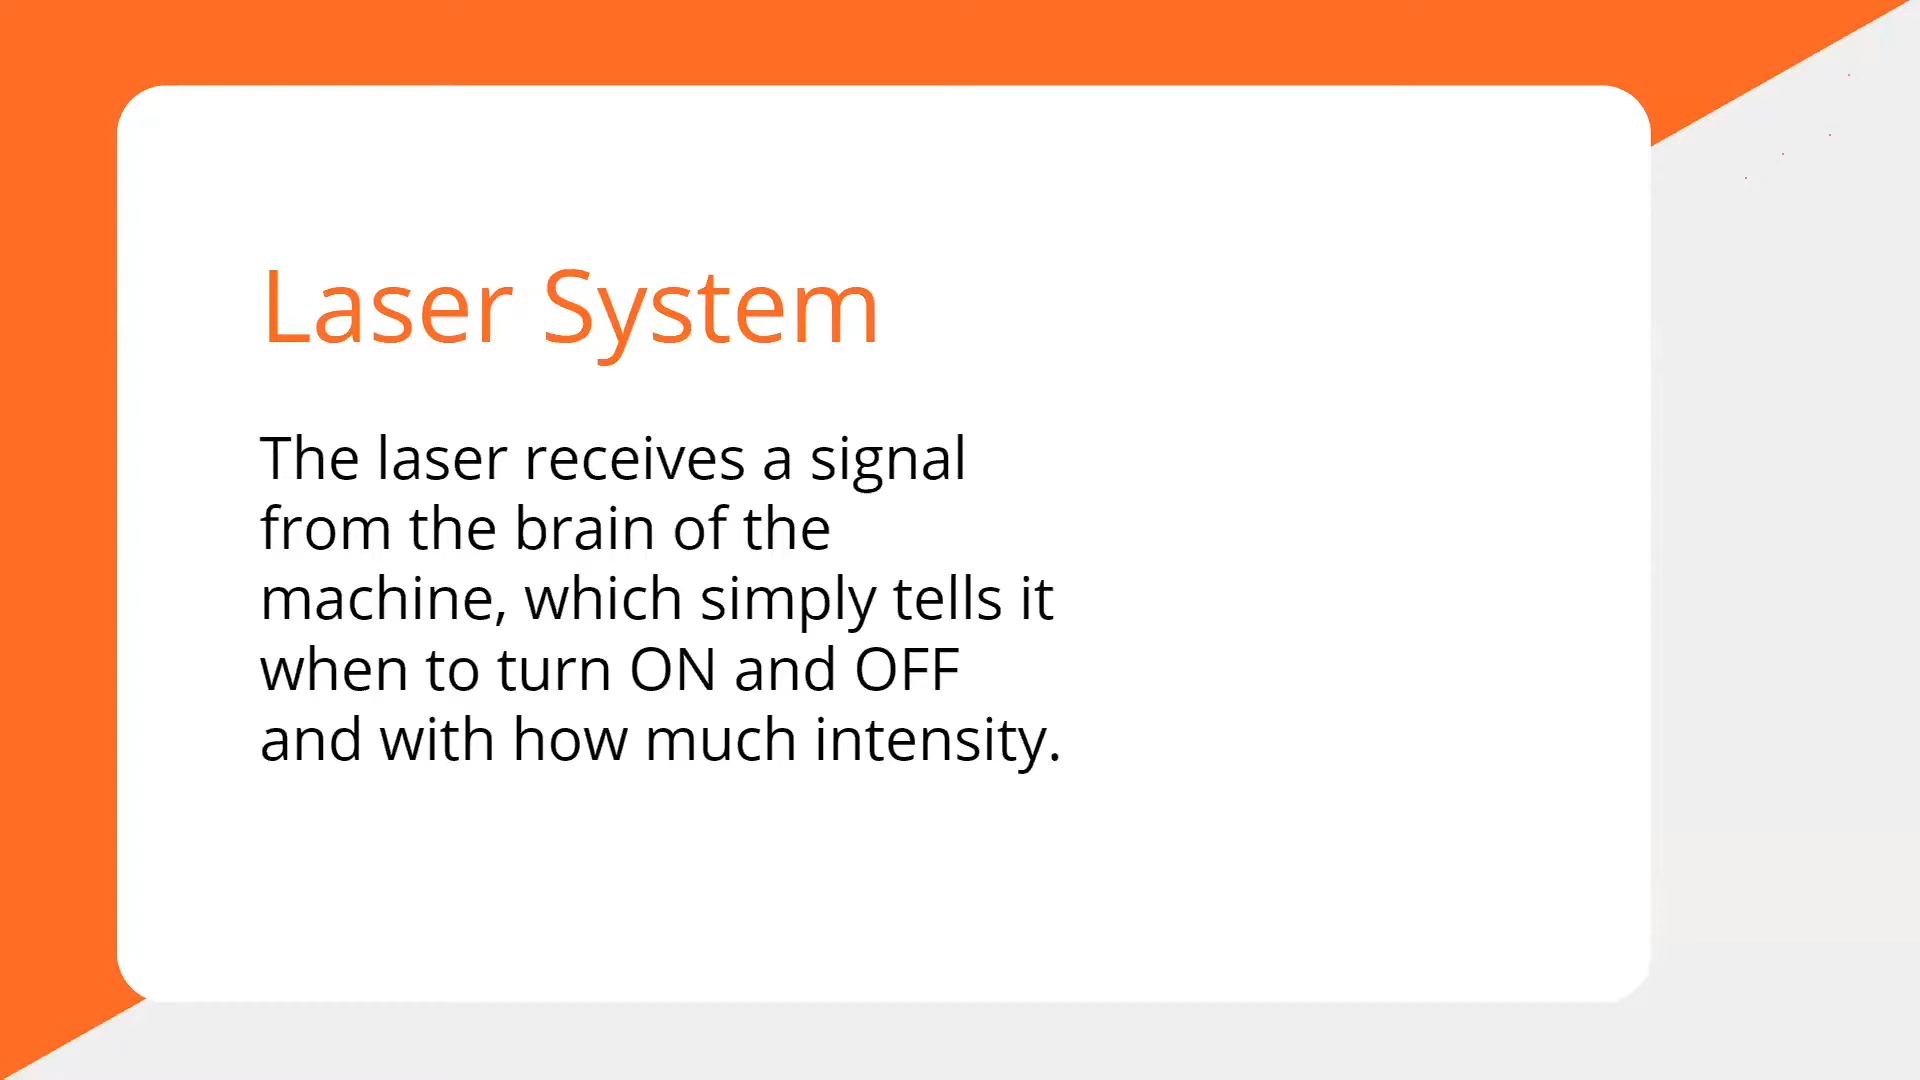 Laser System
The laser receives a signal
from the brain of the
machine, which simply tells it
when to turn ON and OFF
and with how much intensity.